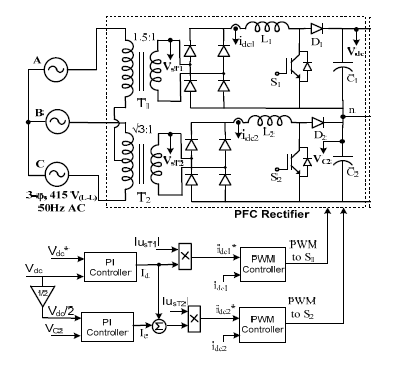 1.5:1
A
V_sT1
i_dc1
L_1
D_1
V_dc
S_1
C_1
T_1
n
B
√3:1
C
V_sT2
i_dc2
L_2
D_2
V_C2
S_2
C_2
T_2
3-φ, 415 V_(L-L)
50Hz AC
PFC Rectifier
V_dc*
|u_sT1|
V_dc
PI
Controller
I_d
×
i_dc1*
PWM
Controller
PWM
to S_1
i_dc1
1/2
|u_sT2|
V_dc/2
PI
Controller
I_e
Σ
×
i_dc2*
PWM
Controller
PWM
to S_2
V_C2
i_dc2